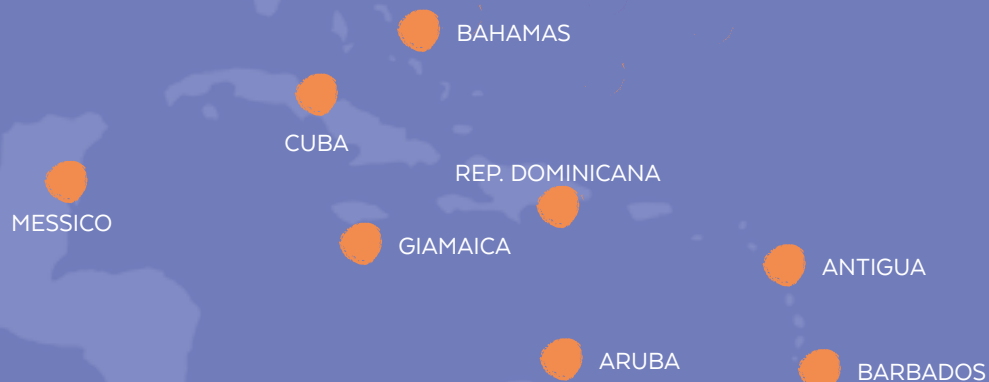 BAHAMAS
CUBA
REP. DOMINICANA
MESSICO
GIAMAICA
ANTIGUA
ARUBA
BARBADOS